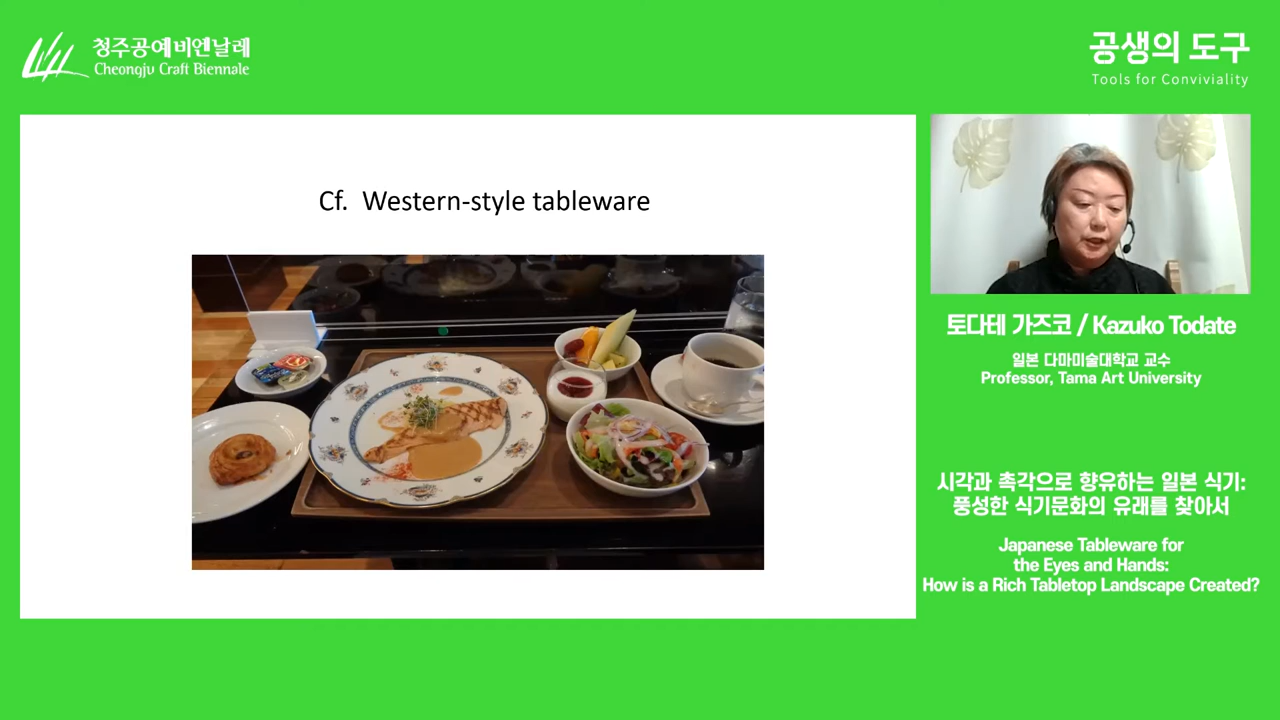 청주공예비엔날레
Cheongju Craft Biennale
공생의 도구
Tools for Conviviality
Cf. Western-style tableware
토다테 가즈코 / Kazuko Todate
일본 다마미술대학교 교수
Professor, Tama Art University
시각과 촉각으로 향유하는 일본 식기:
풍성한 식기문화의 유래를 찾아서
Japanese Tableware for
the Eyes and Hands:
How is a Rich Tabletop Landscape Created?